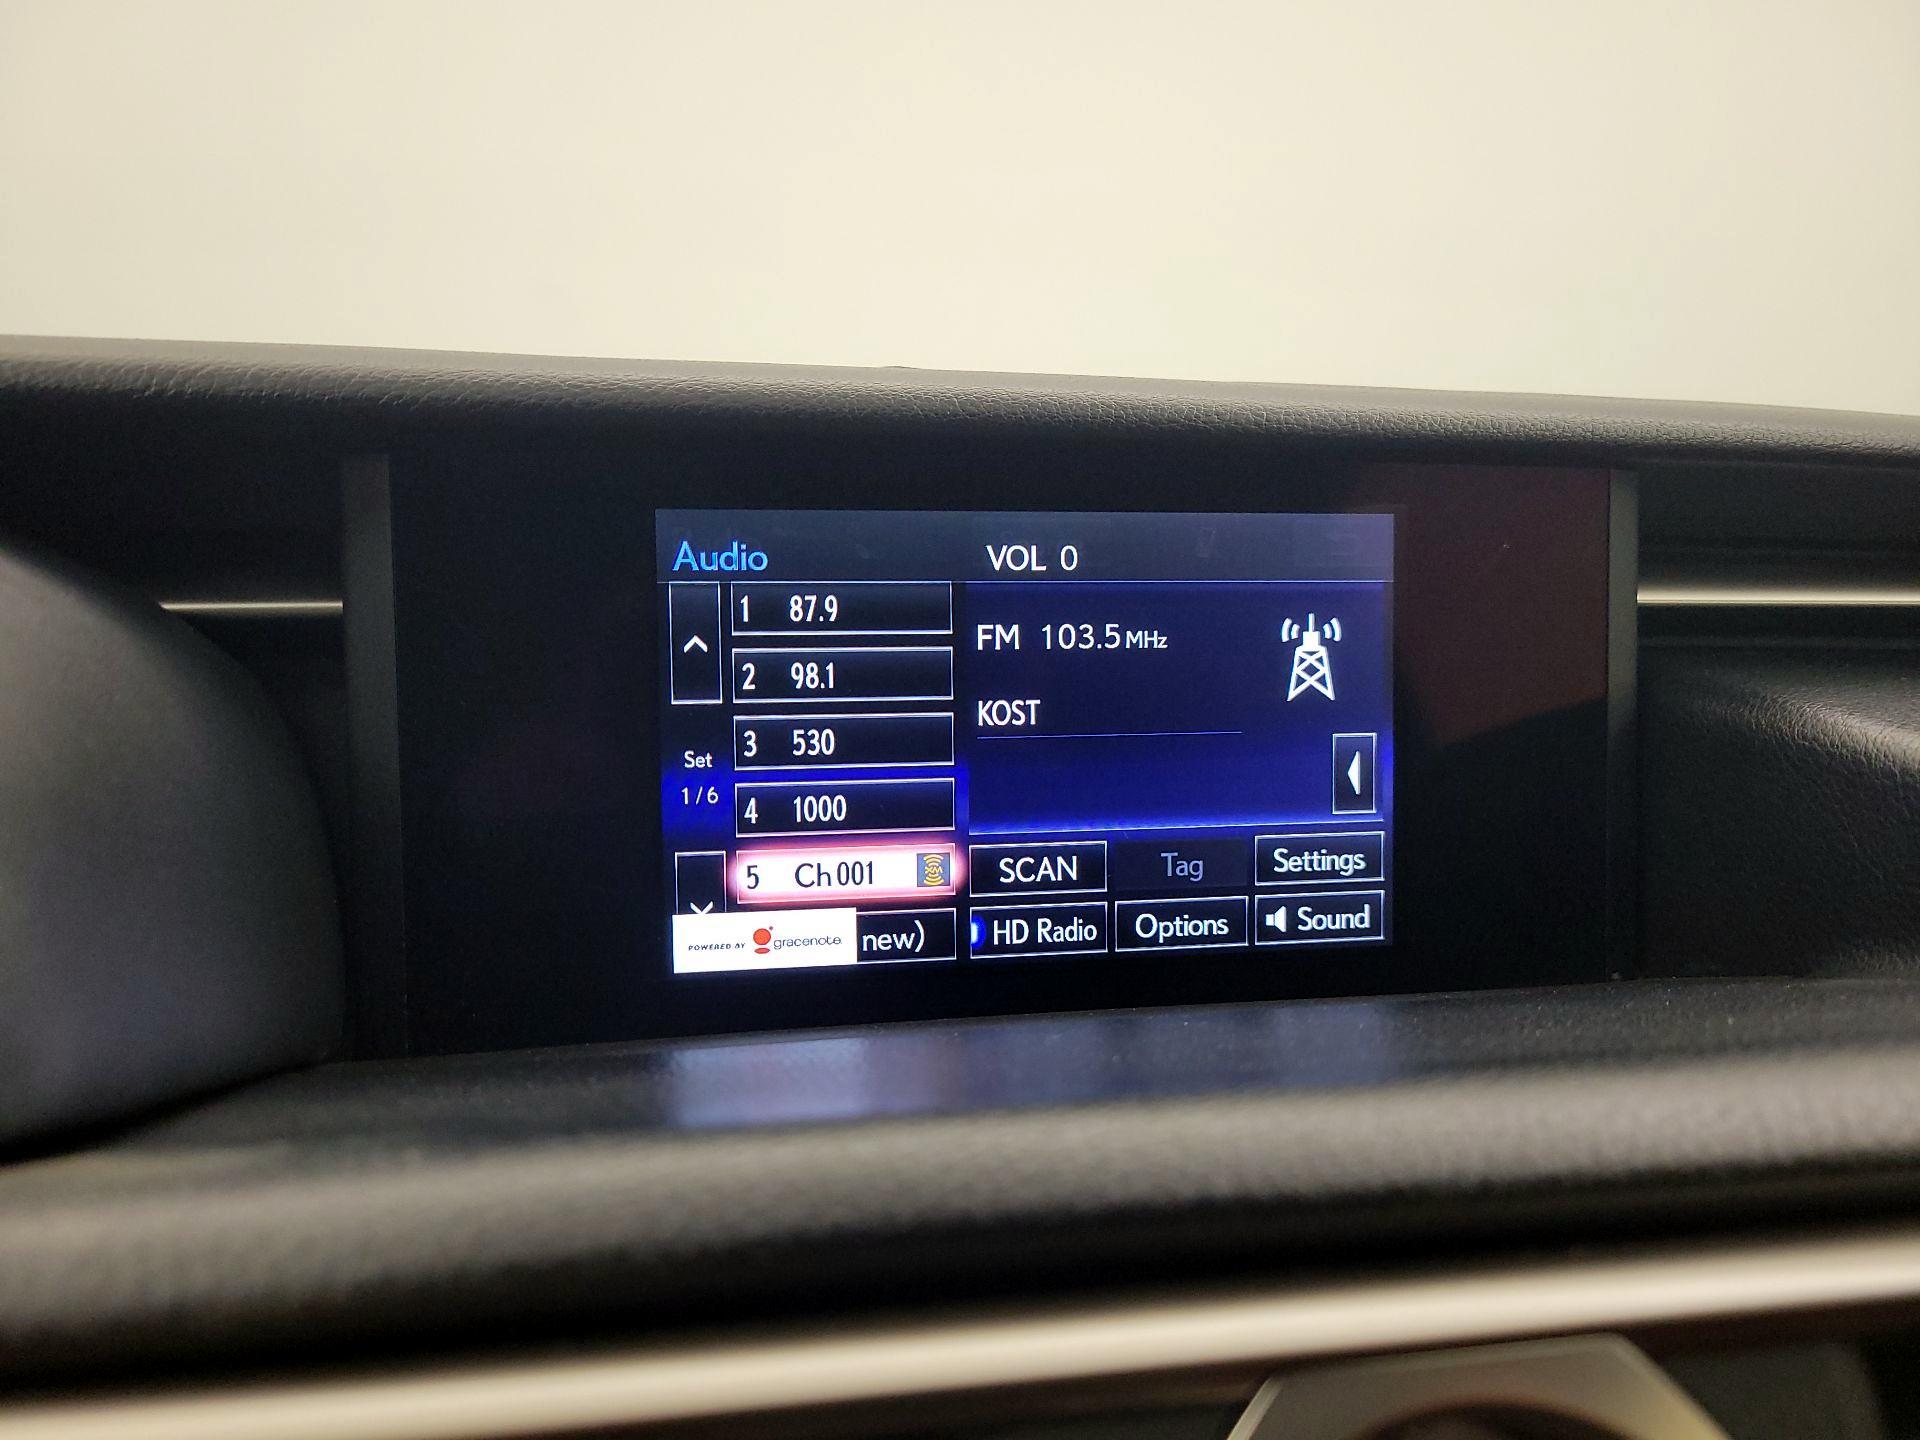 Audio
VOL 0
1 87.9
2 98.1
3 530
4 1000
5 Ch 001
XM
new)
Set
1/6
POWERED BY gracenote
FM 103.5 MHz
KOST
SCAN
Tag
Settings
HD Radio
Options
Sound